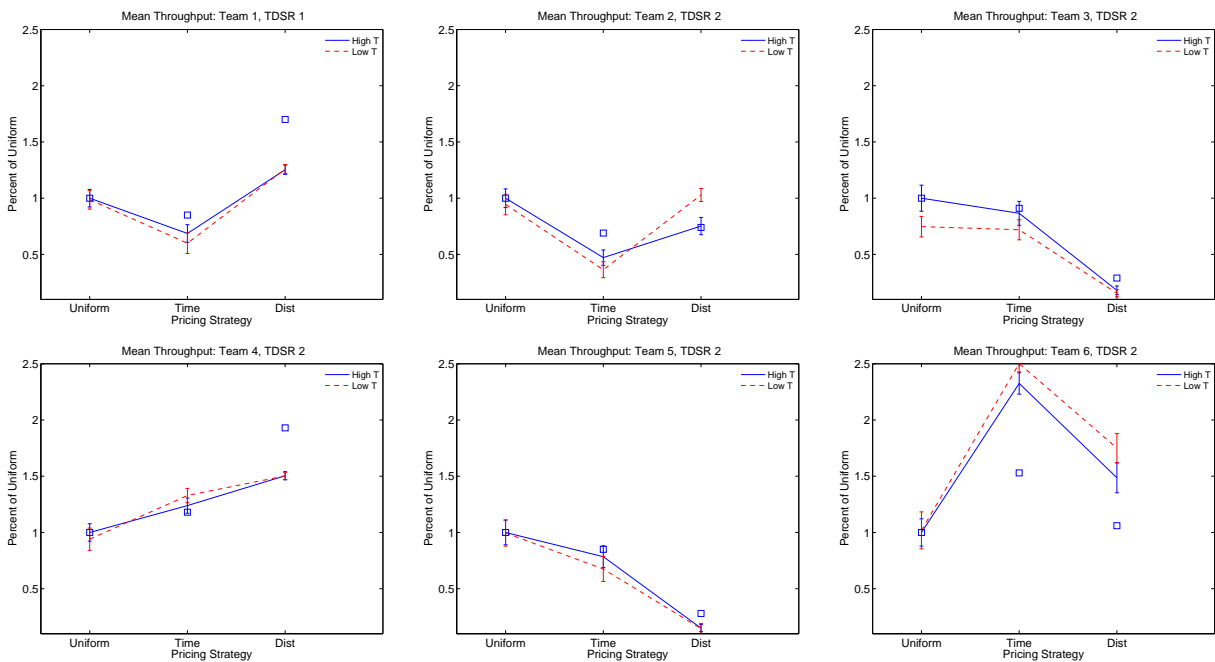 Mean Throughput: Team 1, TDSR 1
2.5
2
1.5
1
0.5
Percent of Uniform
High T
Low T
Uniform
Time
Dist
Pricing Strategy
Mean Throughput: Team 2, TDSR 2
2.5
2
1.5
1
0.5
Percent of Uniform
High T
Low T
Uniform
Time
Dist
Pricing Strategy
Mean Throughput: Team 3, TDSR 2
2.5
2
1.5
1
0.5
Percent of Uniform
High T
Low T
Uniform
Time
Dist
Pricing Strategy
Mean Throughput: Team 4, TDSR 2
2.5
2
1.5
1
0.5
Percent of Uniform
High T
Low T
Uniform
Time
Dist
Pricing Strategy
Mean Throughput: Team 5, TDSR 2
2.5
2
1.5
1
0.5
Percent of Uniform
High T
Low T
Uniform
Time
Dist
Pricing Strategy
Mean Throughput: Team 6, TDSR 2
2.5
2
1.5
1
0.5
Percent of Uniform
High T
Low T
Uniform
Time
Dist
Pricing Strategy